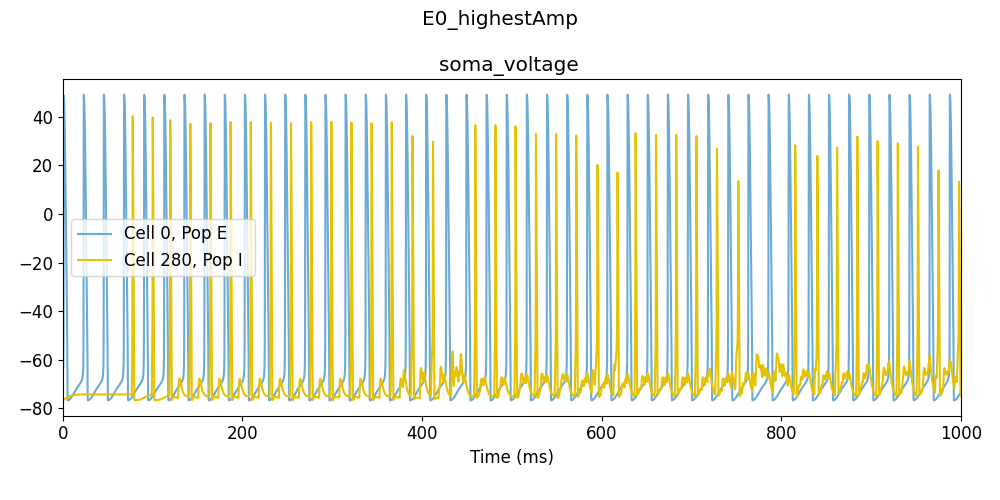 E0_highestAmp
soma_voltage
40
20
0
−20
−40
−60
−80
Cell 0, Pop E
Cell 280, Pop I
0 200 400 600 800 1000
Time (ms)